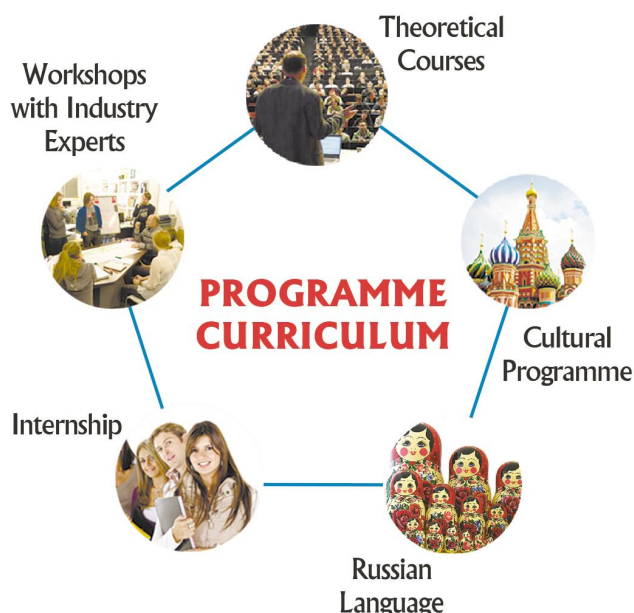 Theoretical
Courses
Workshops
with Industry
Experts
PROGRAMME
CURRICULUM
Cultural
Programme
Internship
Russian
Language